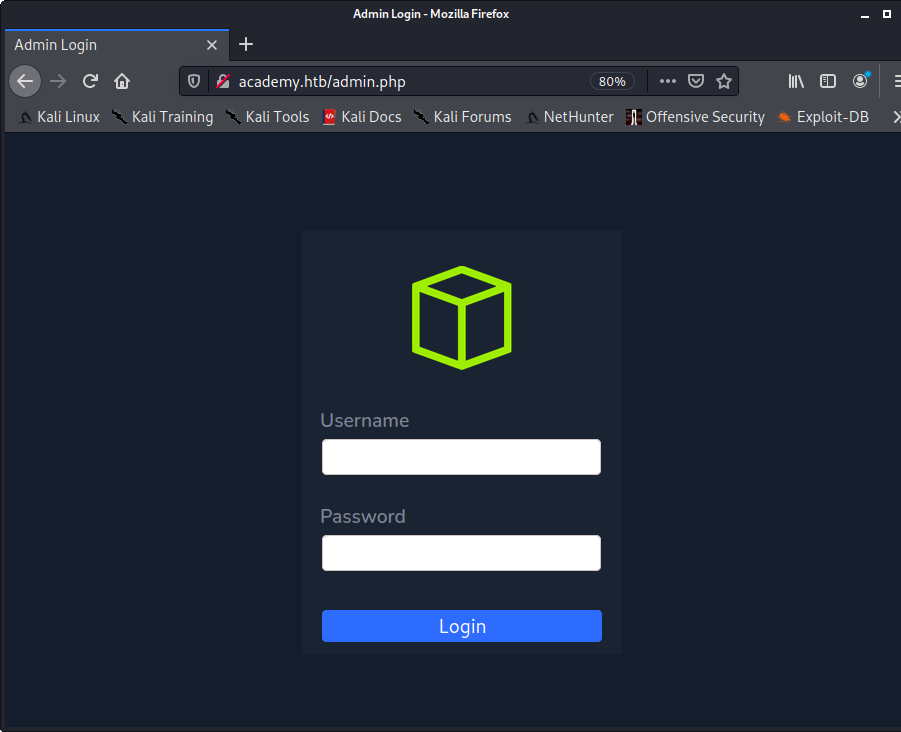 Admin Login - Mozilla Firefox
Admin Login
academy.htb/admin.php 80%
Kali Linux Kali Training Kali Tools Kali Docs Kali Forums NetHunter Offensive Security Exploit-DB
Username
Password
Login